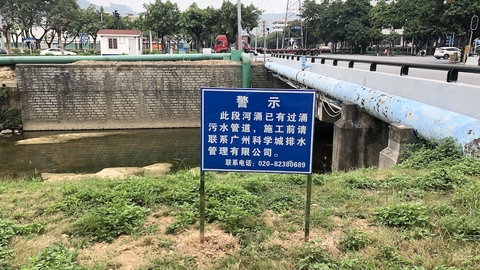 警 示
此段河涌已有过涌
污水管道，施工前请
联系广州科学城排水
管理有限公司。
联系电话：020-82380689